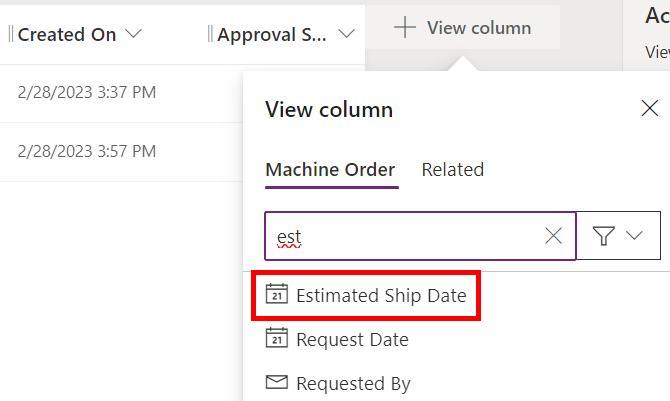 Created On
Approval S...
View column
Ac
Viev
2/28/2023 3:37 PM
2/28/2023 3:57 PM
View column
Machine Order
Related
est
21 Estimated Ship Date
21 Request Date
Requested By